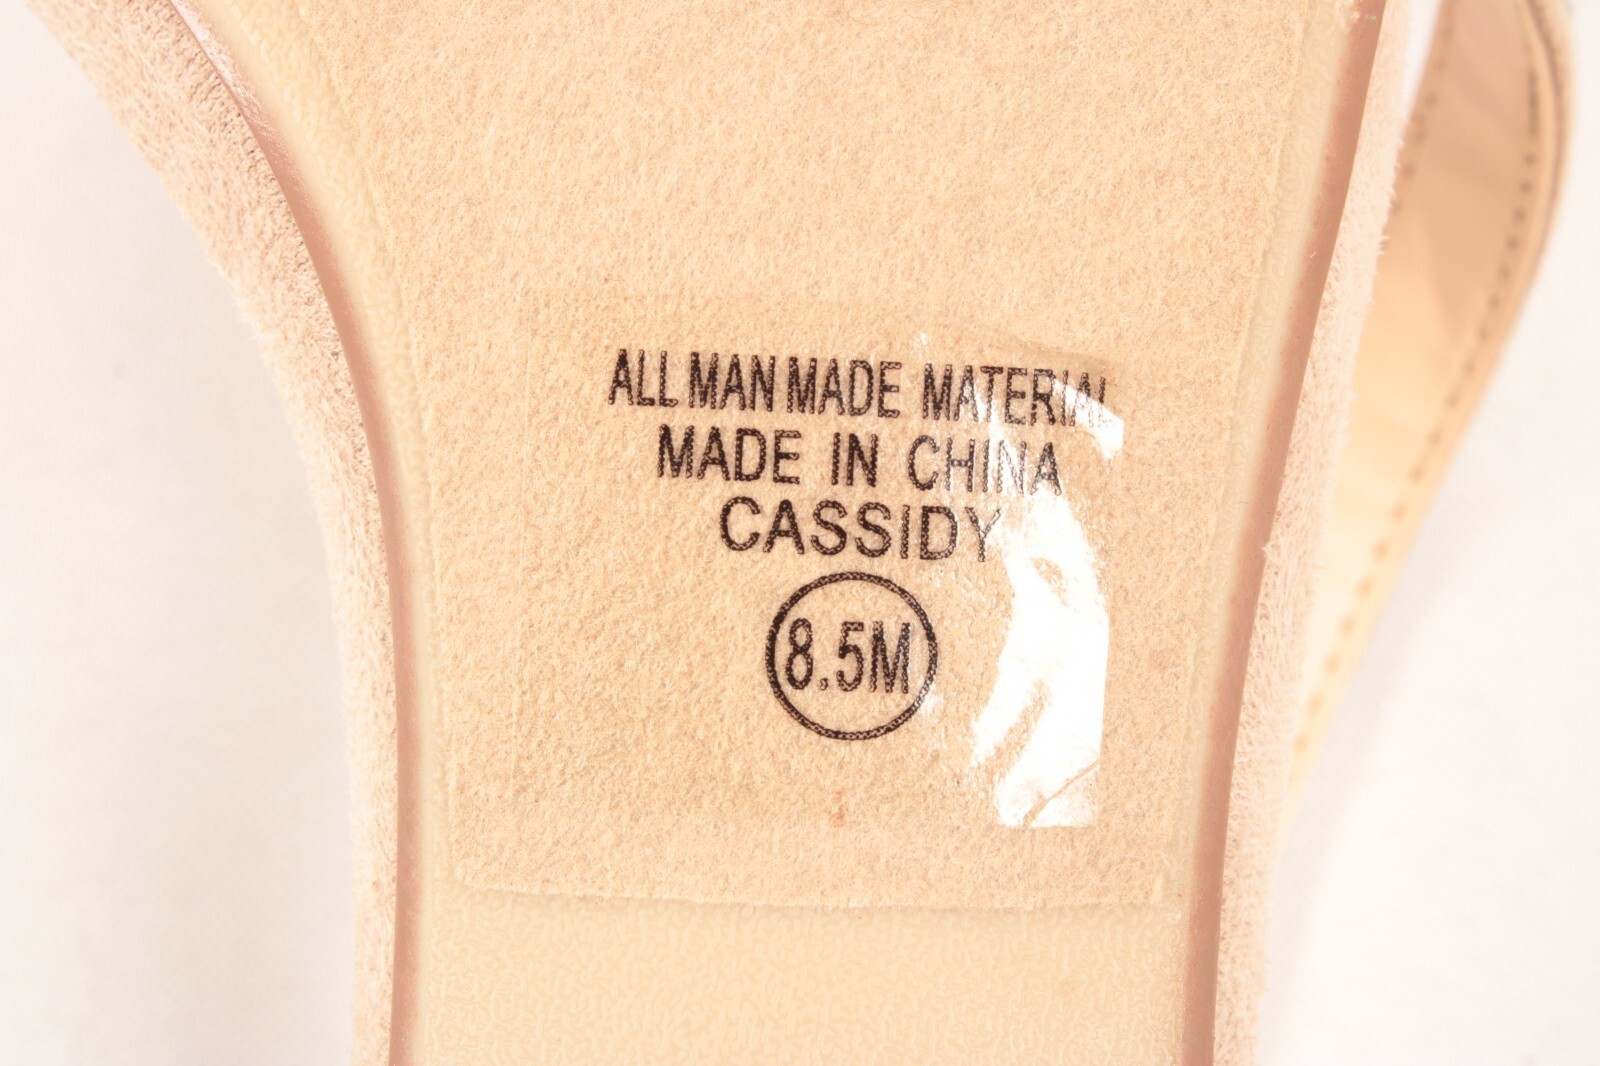 ALL MAN MADE MATERIAL
MADE IN CHINA
CASSIDY
8.5M